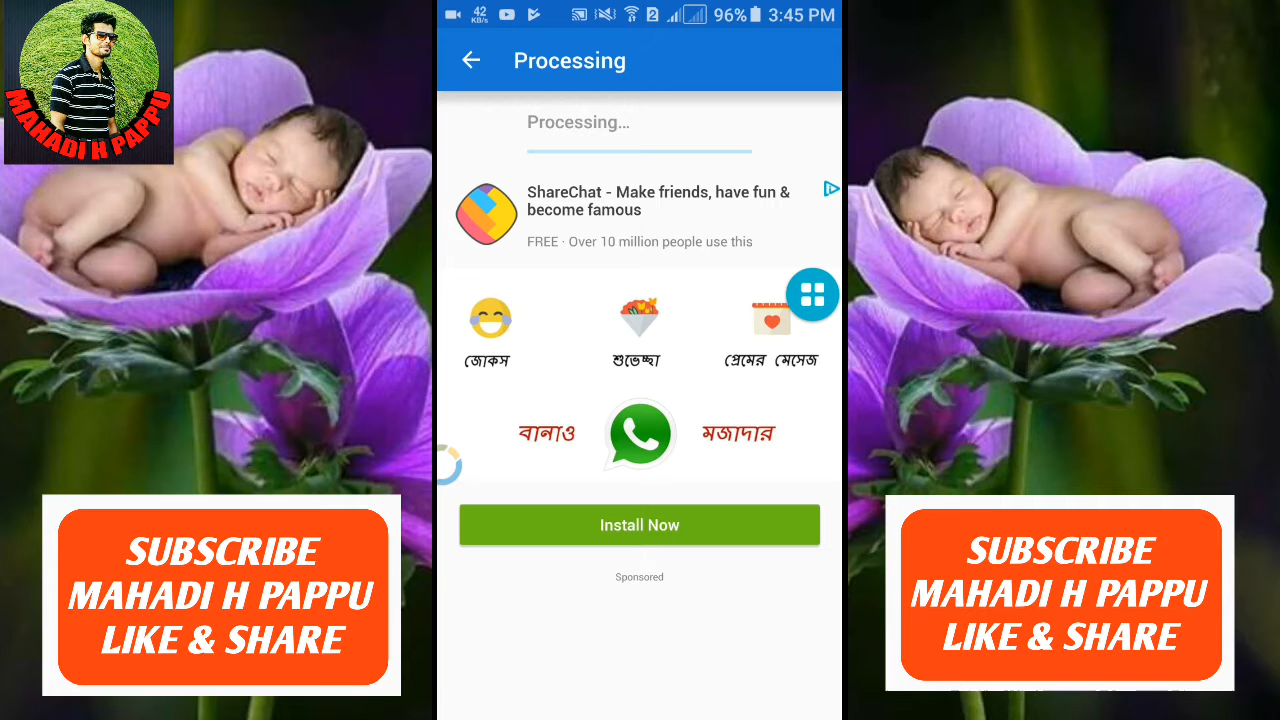 MAHADI H PAPPU
42
KB/s
2
96%
3:45 PM
Processing
Processing...
ShareChat - Make friends, have fun &
become famous
FREE · Over 10 million people use this
জোকস
শুভেচ্ছা
প্রেমের মেসেজ
বানাও
মজাদার
Install Now
Sponsored
SUBSCRIBE
MAHADI H PAPPU
LIKE & SHARE
SUBSCRIBE
MAHADI H PAPPU
LIKE & SHARE